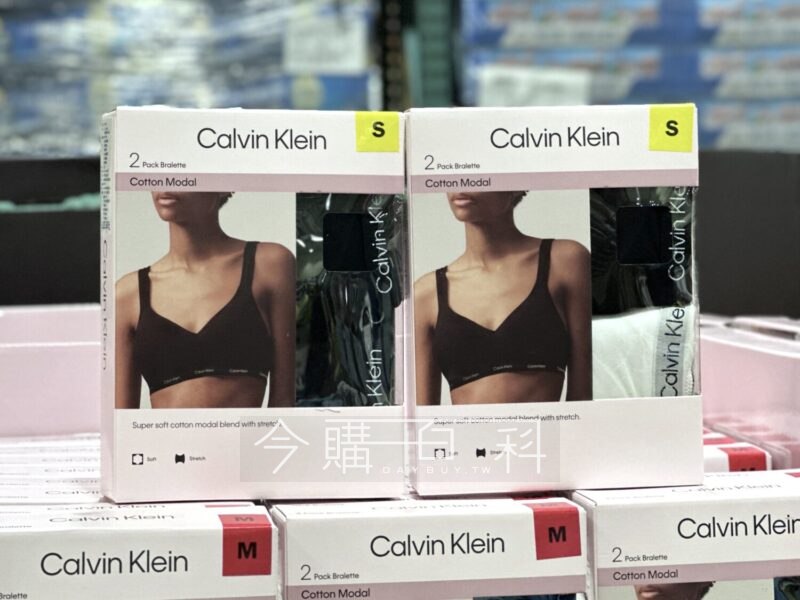 Calvin Klein
S
2 Pack Bralette
Cotton Modal
Calvin Klein
Calvin Klein
Klein
Super soft cotton modal blend with stretch.
Soft
Stretch
Calvin Klein
S
2 Pack Bralette
Cotton Modal
Calvin Kle
Calvin Klein
Super soft cotton modal blend with stretch.
Stretch
今購百科
DAYBUY.TW
M
Calvin Klein
M
Bralette
Calvin Klein
M
2 Pack Bralette
Cotton Modal
Calvin Klein
2 Pack Bralette
Cotton Modal